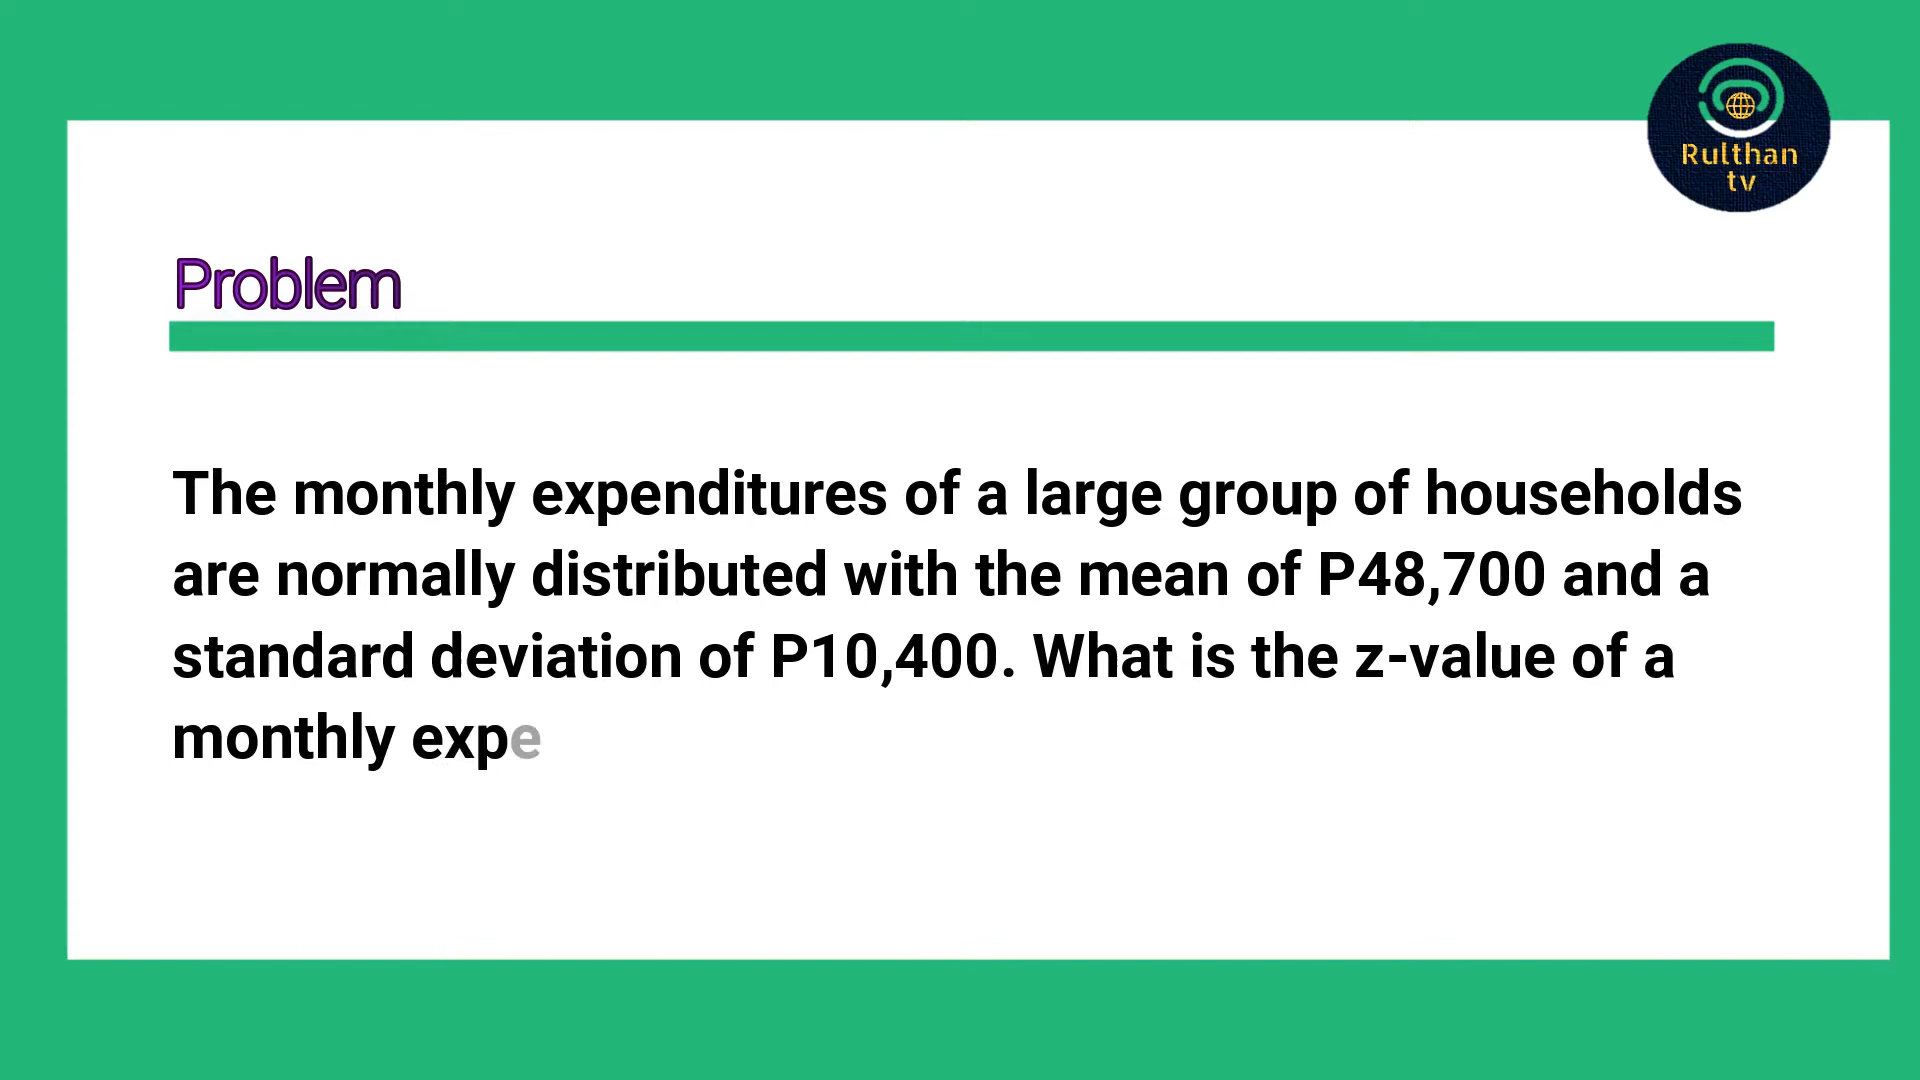 Rulthan
tv
Problem
The monthly expenditures of a large group of households
are normally distributed with the mean of P48,700 and a
standard deviation of P10,400. What is the z-value of a
monthly expe